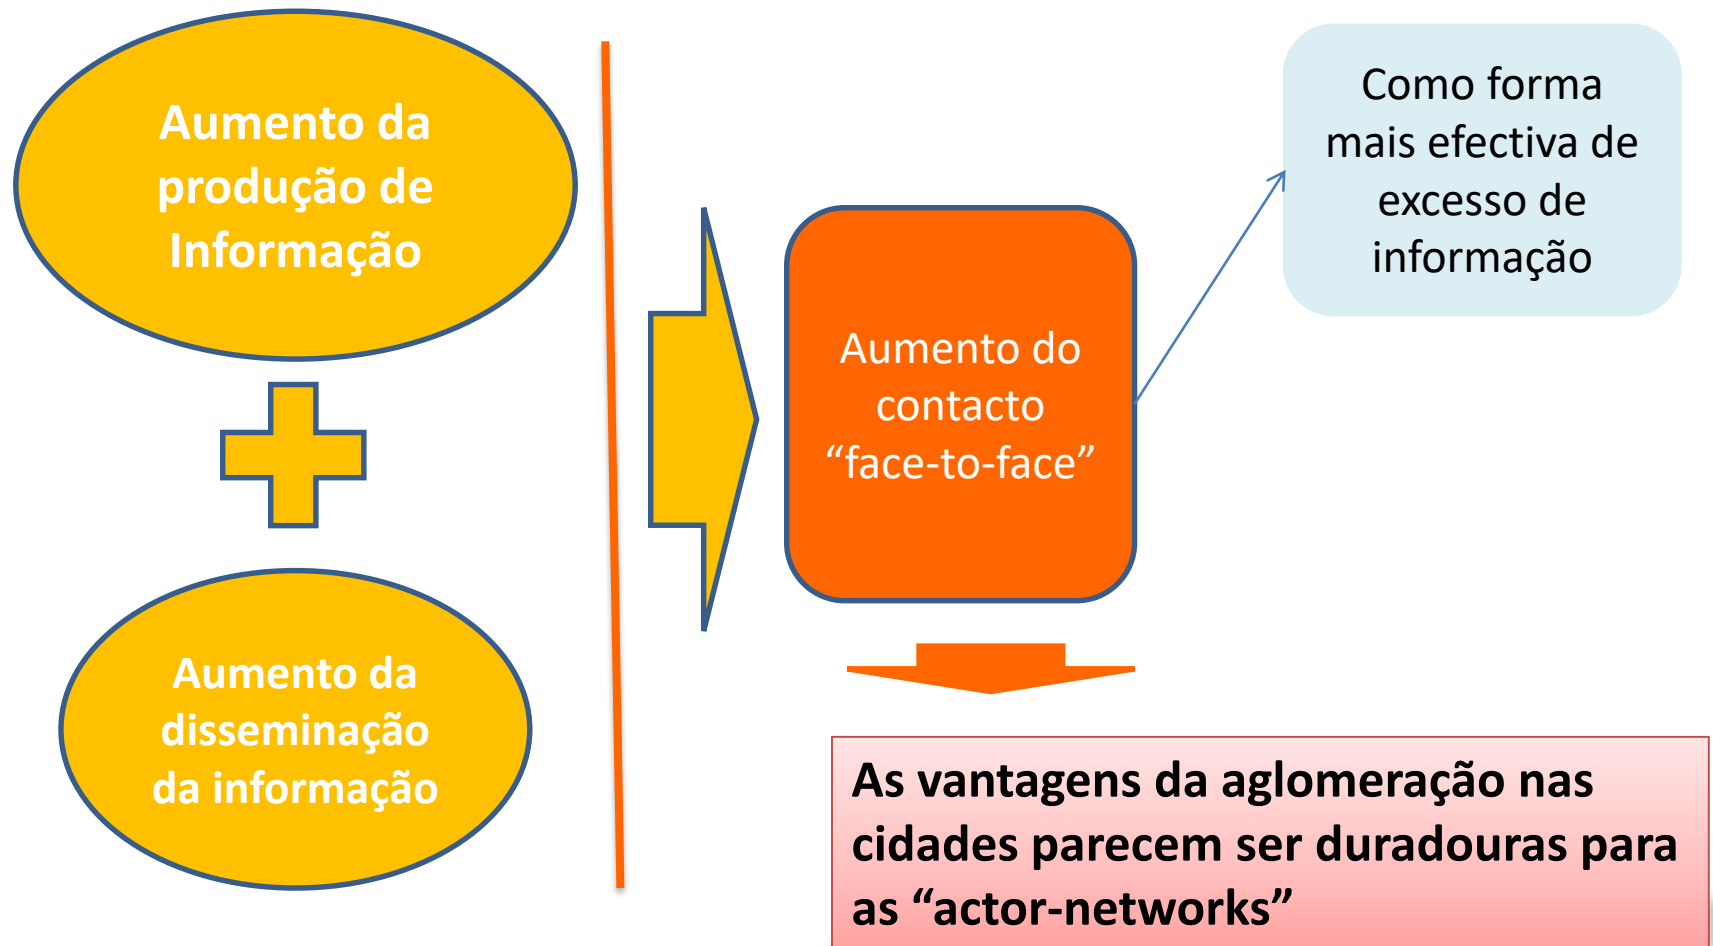 Aumento da
produção de
Informação
Aumento da
disseminação
da informação
Aumento do
contacto
“face-to-face”
Como forma
mais efectiva de
excesso de
informação
As vantagens da aglomeração nas
cidades parecem ser duradouras para
as “actor-networks”